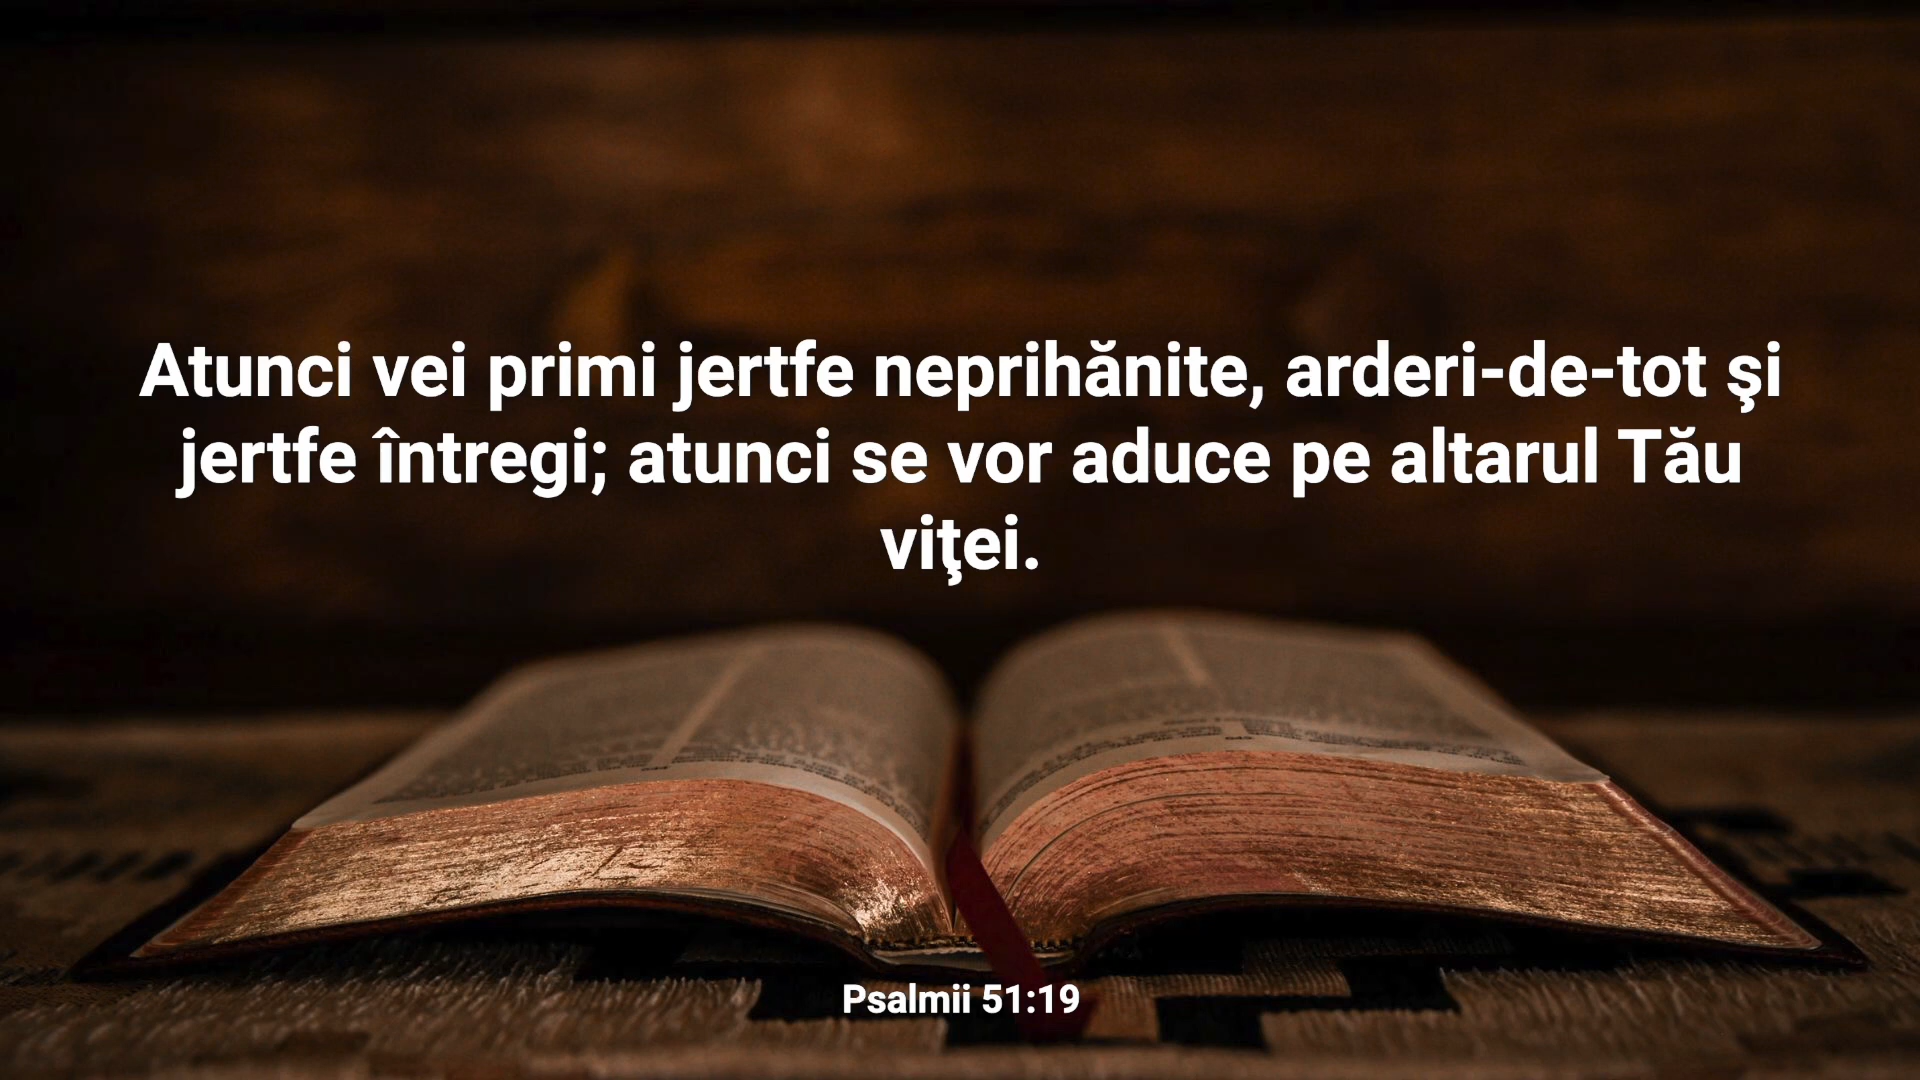 Atunci vei primi jertfe neprihănite, arderi-de-tot şi
jertfe întregi; atunci se vor aduce pe altarul Tău
viţei.
Psalmii 51:19